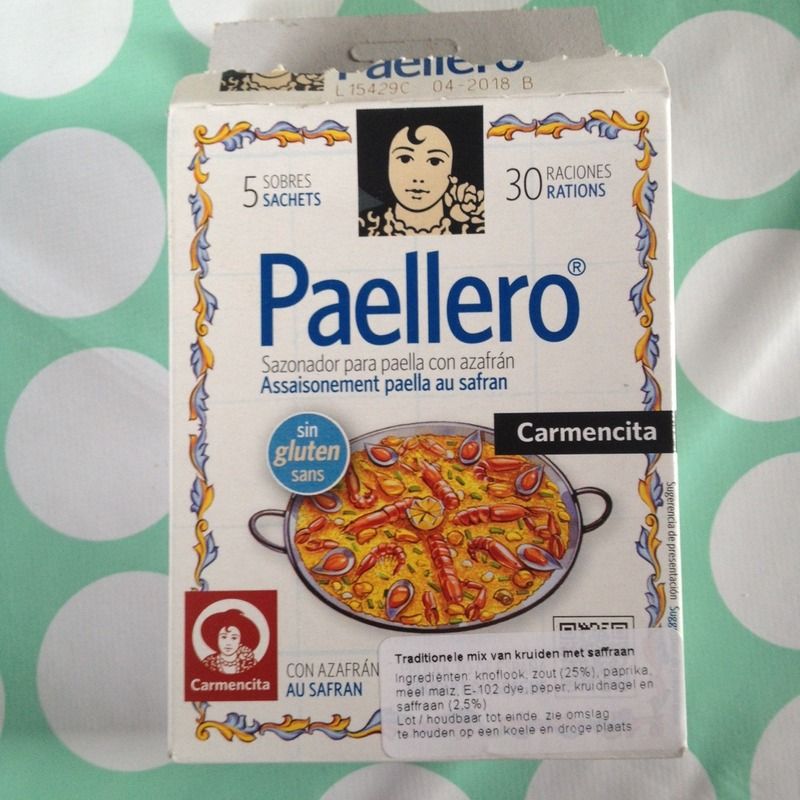 Paellero
L15429C 04-2018 B
5 SOBRES
SACHETS
30 RACIONES
RATIONS
Paellero®
Sazonador para paella con azafrán
Assaisonement paella au safran
sin
gluten
sans
Carmencita
Sugerencia de presentación
Carmencita
CON AZAFRÁN
AU SAFRAN
Traditionele mix van kruiden met saffraan
Ingrediënten: knoflook, zout (25%), paprika,
meel maiz, E-102 dye, peper, kruidnagel en
saffraan (2,5%)
Lot / houdbaar tot einde: zie omslag
te houden op een koele en droge plaats